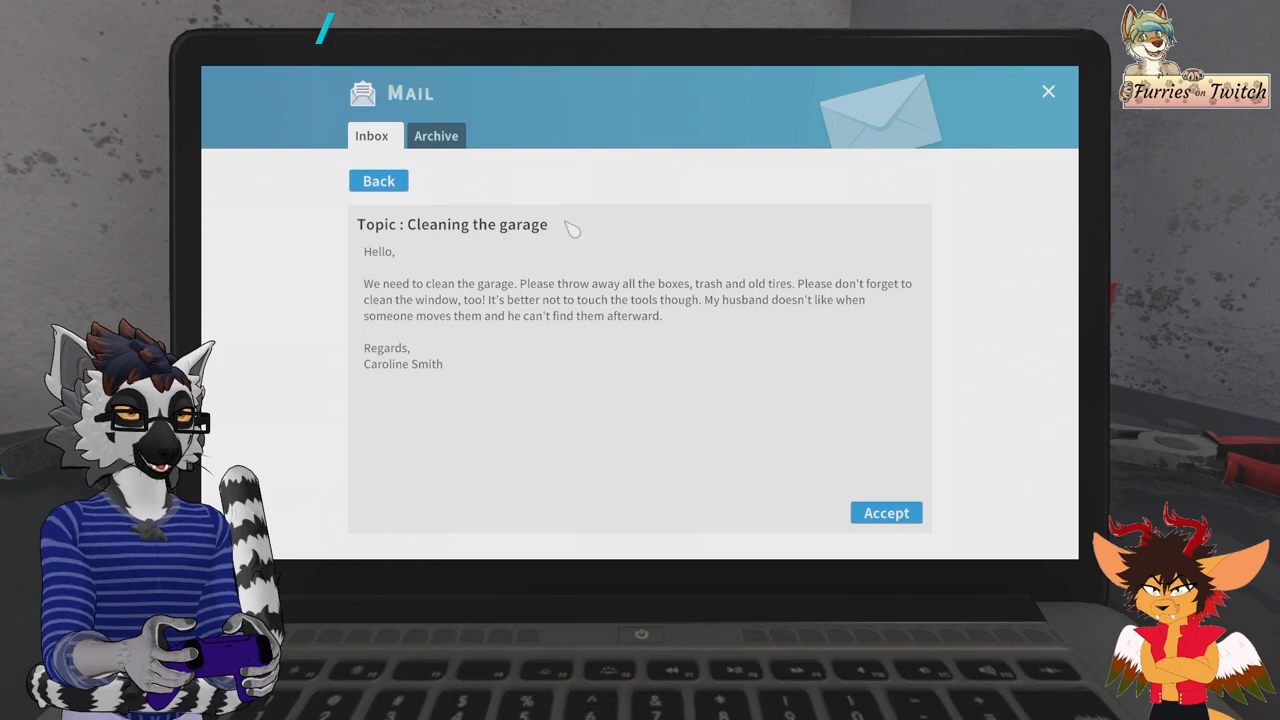 MAIL
Furries on Twitch
Inbox
Archive
Back
Topic : Cleaning the garage
Hello,
We need to clean the garage. Please throw away all the boxes, trash and old tires. Please don't forget to
clean the window, too! It's better not to touch the tools though. My husband doesn't like when
someone moves them and he can't find them afterward.
Regards,
Caroline Smith
Accept